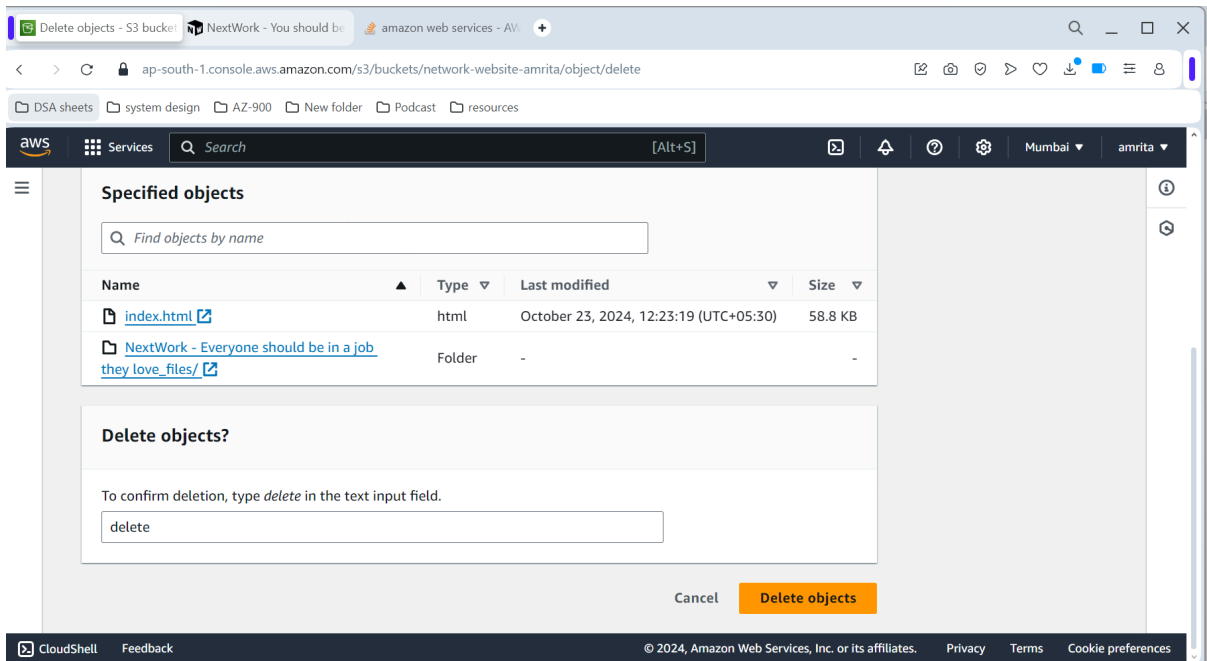 Delete objects - S3 bucket
NextWork - You should be
amazon web services - AW
ap-south-1.console.aws.amazon.com/s3/buckets/network-website-amrita/object/delete
DSA sheets system design AZ-900 New folder Podcast resources
aws Services Search [Alt+S] Mumbai ▼ amrita ▼
Specified objects
Find objects by name
Name Type Last modified Size
index.html html October 23, 2024, 12:23:19 (UTC+05:30) 58.8 KB
NextWork - Everyone should be in a job
they love_files/ Folder - -
Delete objects?
To confirm deletion, type delete in the text input field.
delete
Cancel Delete objects
CloudShell Feedback © 2024, Amazon Web Services, Inc. or its affiliates. Privacy Terms Cookie preferences